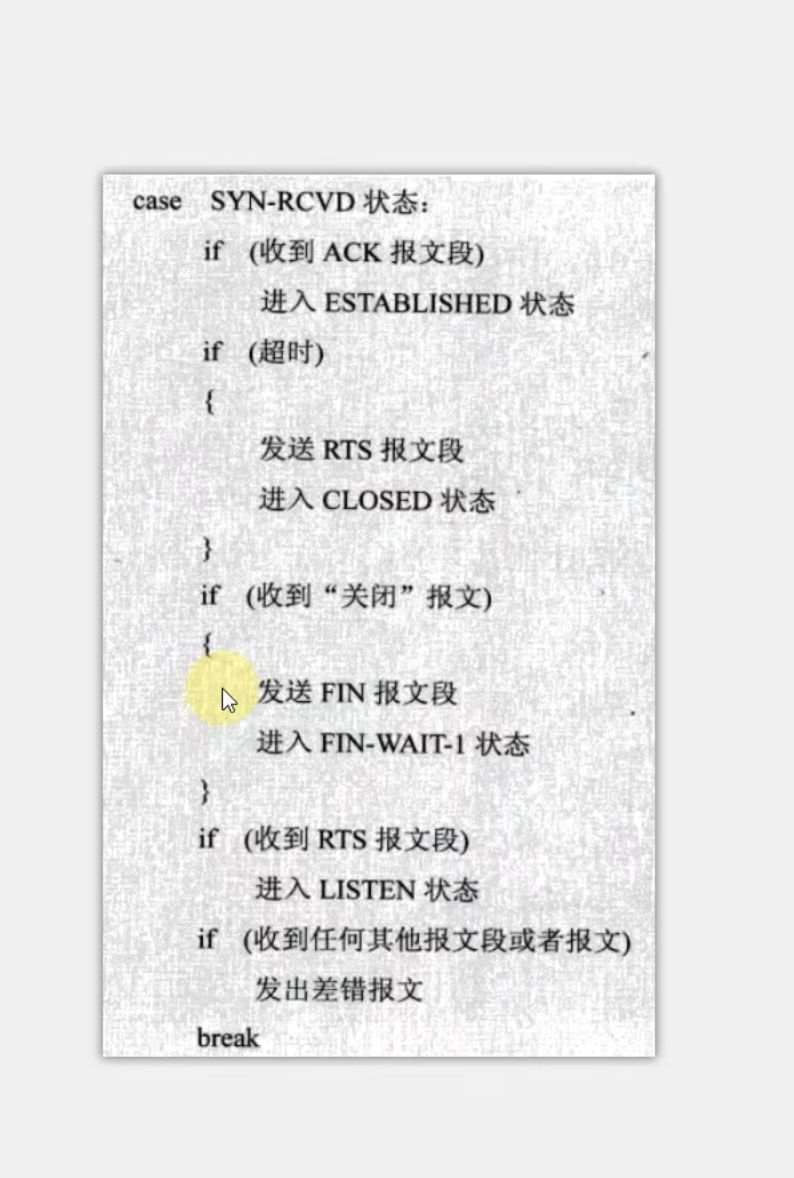 case SYN-RCVD 状态：
if (收到 ACK 报文段)
进入 ESTABLISHED 状态
if (超时)
{
发送 RTS 报文段
进入 CLOSED 状态
}
if (收到“关闭”报文)
{
发送 FIN 报文段
进入 FIN-WAIT-1 状态
}
if (收到 RTS 报文段)
进入 LISTEN 状态
if (收到任何其他报文段或者报文)
发出差错报文
break